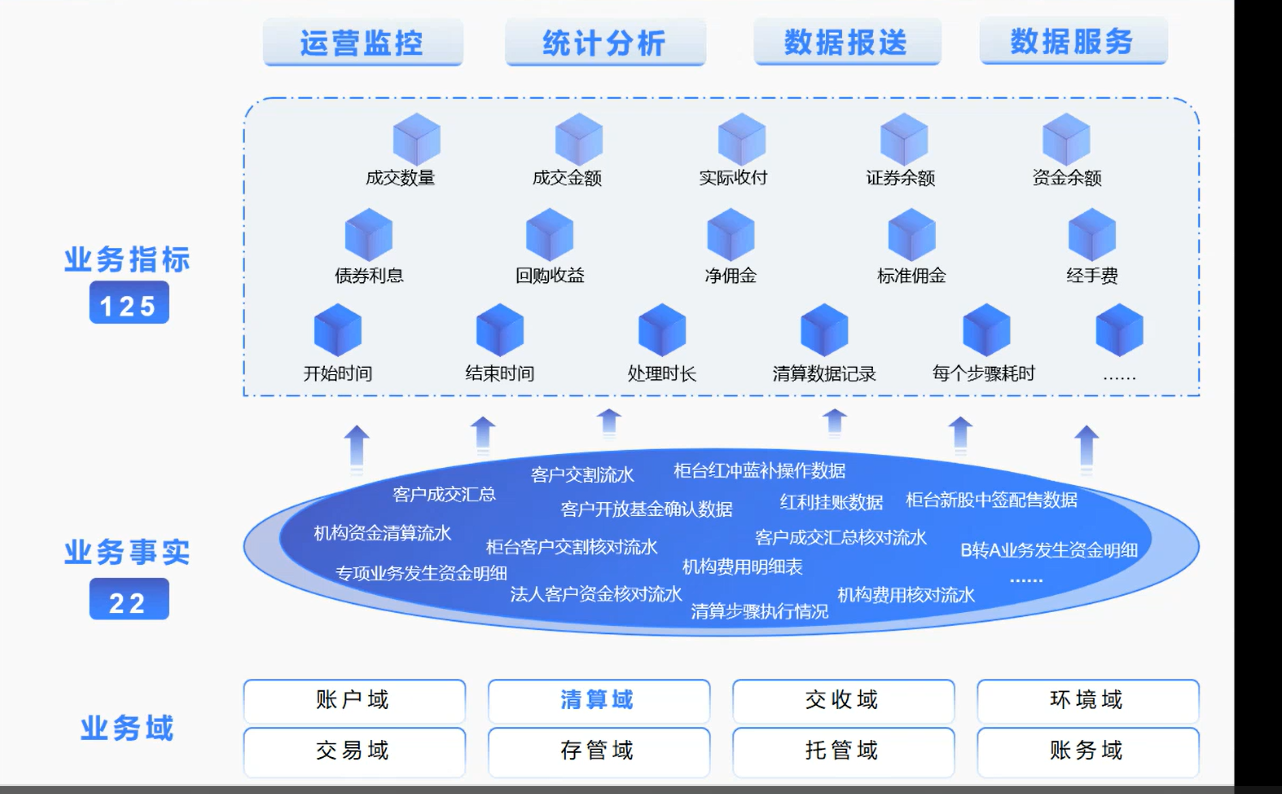 运营监控 统计分析 数据报送 数据服务
成交数量 成交金额 实际收付 证券余额 资金余额
业务指标
125
债券利息 回购收益 净佣金 标准佣金 经手费
开始时间 结束时间 处理时长 清算数据记录 每个步骤耗时 ……
业务事实
22
客户交割流水 柜台红冲蓝补操作数据
客户成交汇总 客户开放基金确认数据 红利挂账数据 柜台新股中签配售数据
机构资金清算流水 柜台客户交割核对流水 客户成交汇总核对流水 B转A业务发生资金明细
专项业务发生资金明细 机构费用明细表 ……
法人客户资金核对流水 清算步骤执行情况 机构费用核对流水
业务域
账户域 清算域 交收域 环境域
交易域 存管域 托管域 账务域